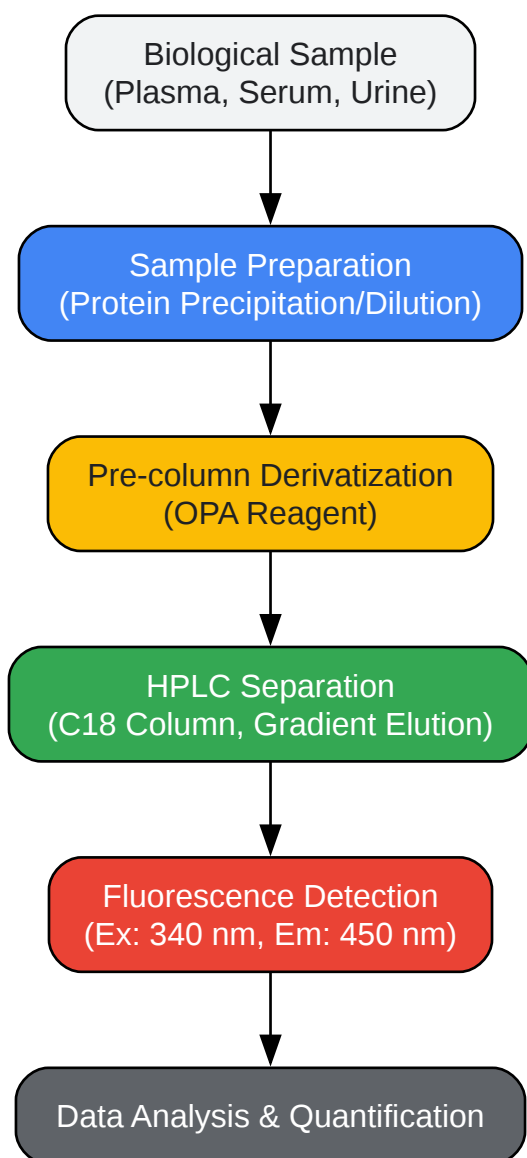 Biological Sample
(Plasma, Serum, Urine)
Sample Preparation
(Protein Precipitation/Dilution)
Pre-column Derivatization
(OPA Reagent)
HPLC Separation
(C18 Column, Gradient Elution)
Fluorescence Detection
(Ex: 340 nm, Em: 450 nm)
Data Analysis & Quantification